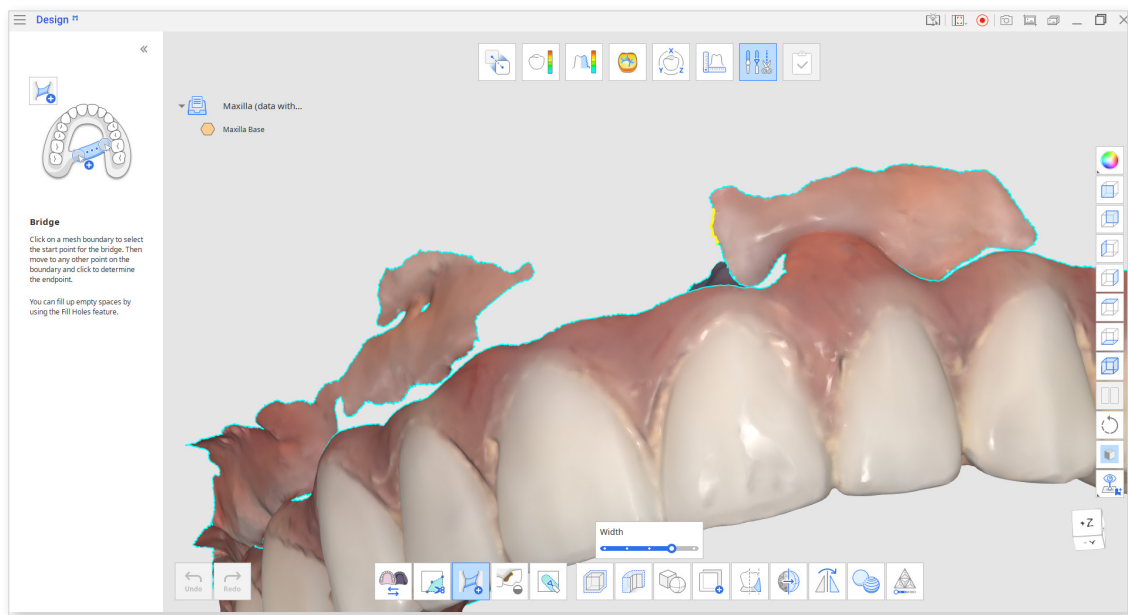 Design
Maxilla (data with...
Maxilla Base
Bridge
Click on a mesh boundary to select
the start point for the bridge. Then
move to any other point on the
boundary and click to determine
the endpoint.
You can fill up empty spaces by
using the Fill Holes feature.
X
Y Z
Width
+Z
-Y
Undo
Redo